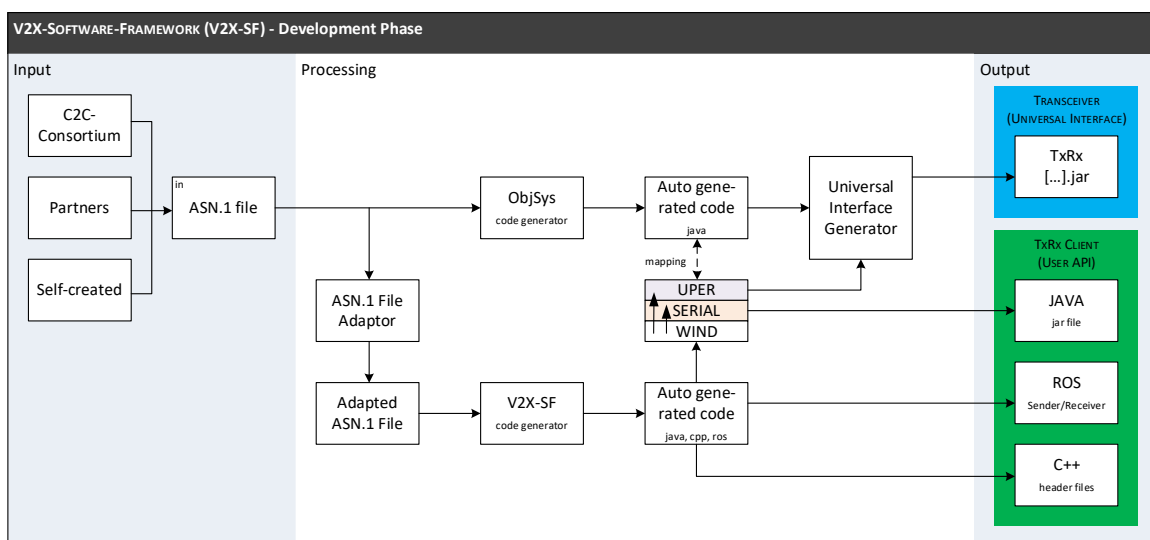 V2X-SOFTWARE-FRAMEWORK (V2X-SF) - Development Phase
Input
Processing
Output
C2C-
Consortium
Partners
Self-created
in
ASN.1 file
ObjSys
code generator
Auto gene-
rated code
java
Universal
Interface
Generator
TRANSCEIVER
(UNIVERSAL INTERFACE)
TxRx
[...].jar
mapping
UPER
SERIAL
WIND
ASN.1 File
Adaptor
Adapted
ASN.1 File
V2X-SF
code generator
Auto gene-
rated code
java, cpp, ros
TXRX CLIENT
(USER API)
JAVA
jar file
ROS
Sender/Receiver
C++
header files